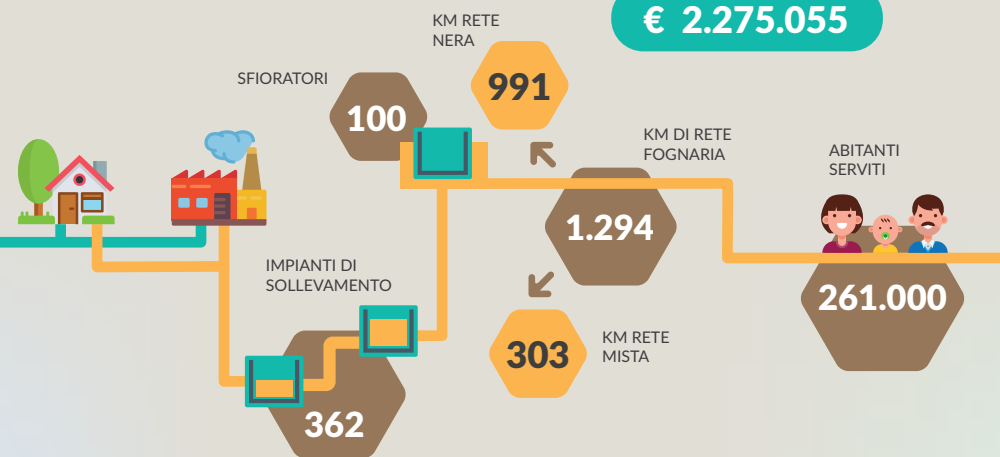 € 2.275.055
KM RETE
NERA
991
SFIORATORI
100
KM DI RETE
FOGNARIA
1.294
ABITANTI
SERVITI
261.000
IMPIANTI DI
SOLLEVAMENTO
362
303
KM RETE
MISTA